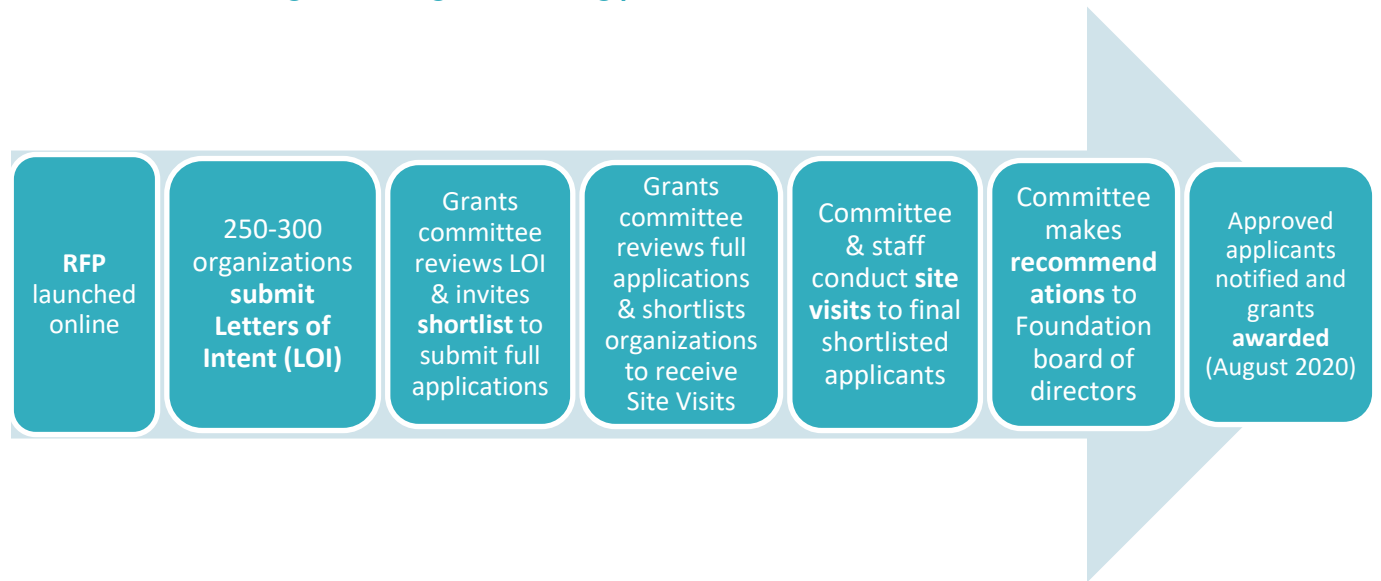 RFP
launched
online
250-300
organizations
submit
Letters of
Intent (LOI)
Grants
committee
reviews LOI
& invites
shortlist to
submit full
applications
Grants
committee
reviews full
applications
& shortlists
organizations
to receive
Site Visits
Committee
& staff
conduct site
visits to final
shortlisted
applicants
Committee
makes
recommend
ations to
Foundation
board of
directors
Approved
applicants
notified and
grants
awarded
(August 2020)